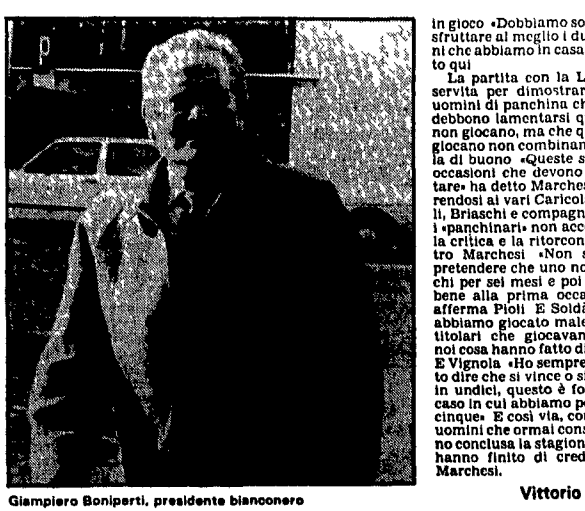 in gioco «Dobbiamo so
sfruttare al meglio i du
ni che abbiamo in casa
to qui
La partita con la L
servita per dimostrar
uomini di panchina ch
debbono lamentarsi q
non giocano, ma che q
giocano non combinan
la di buono «Queste s
occasioni che devono
tare» ha detto Marches
rendosi ai vari Caricola
li, Briaschi e compagn
i «panchinari» non acc
la critica e la ritorcon
tro Marchesi «Non s
pretendere che uno no
chi per sei mesi e poi
bene alla prima occa
afferma Pioli E Soldà
abbiamo giocato male
titolari che giocavan
noi cosa hanno fatto di
E Vignola «Ho sempre
to dire che si vince o si
in undici, questo è fo
caso in cui abbiamo pe
cinque» E così via, con
uomini che ormai cons
no conclusa la stagion
hanno finito di cred
Marchesi.
Vittorio
Giampiero Boniperti, presidente bianconero